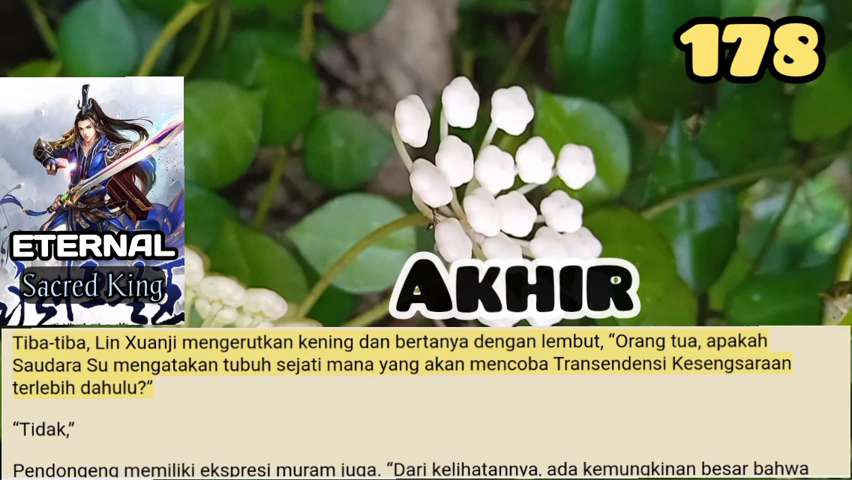 178
ETERNAL
Sacred King
AKHIR
Tiba-tiba, Lin Xuanji mengerutkan kening dan bertanya dengan lembut, “Orang tua, apakah
Saudara Su mengatakan tubuh sejati mana yang akan mencoba Transendensi Kesengsaraan
terlebih dahulu?”
“Tidak,”
Pendongeng memiliki ekspresi muram juga. “Dari kelihatannya, ada kemungkinan besar bahwa